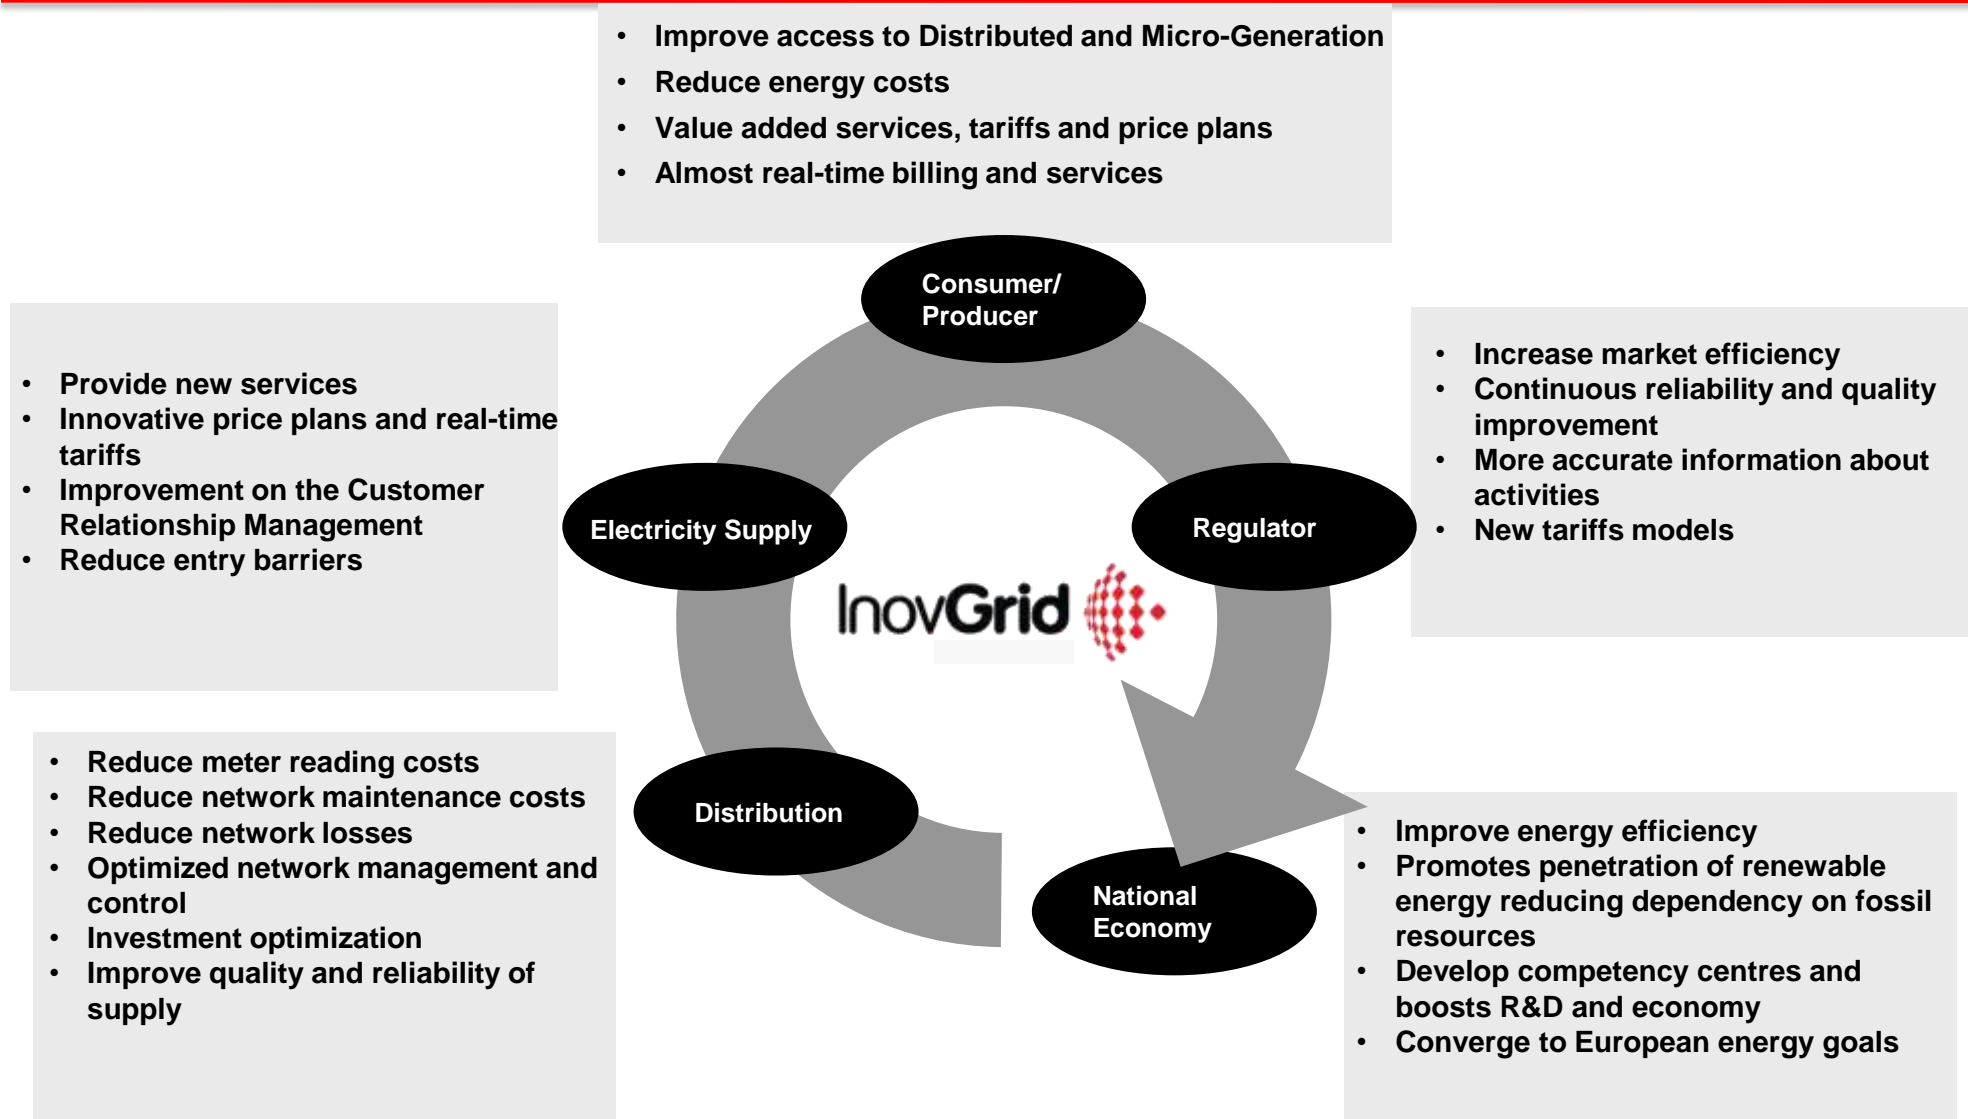 • Improve access to Distributed and Micro-Generation
• Reduce energy costs
• Value added services, tariffs and price plans
• Almost real-time billing and services
Consumer/
Producer
• Provide new services
• Innovative price plans and real-time
tariffs
• Improvement on the Customer
Relationship Management
• Reduce entry barriers
Electricity Supply
Regulator
• Increase market efficiency
• Continuous reliability and quality
improvement
• More accurate information about
activities
• New tariffs models
InovGrid
• Reduce meter reading costs
• Reduce network maintenance costs
• Reduce network losses
• Optimized network management and
control
• Investment optimization
• Improve quality and reliability of
supply
Distribution
National
Economy
• Improve energy efficiency
• Promotes penetration of renewable
energy reducing dependency on fossil
resources
• Develop competency centres and
boosts R&D and economy
• Converge to European energy goals